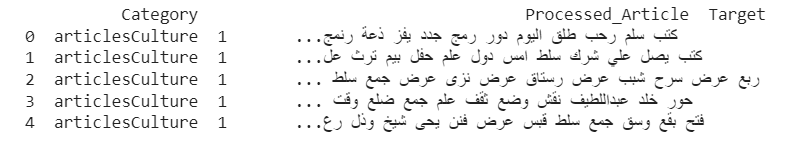 Category Processed_Article Target
0 articlesCulture 1 كتب سلم رحب طلق اليوم دور رمج جدد يفز ذعة رنمج...
1 articlesCulture 1 كتب يصل علي شرك سلط امس دول علم حفل بيم ترث عل...
2 articlesCulture 1 ربع عرض سرح شبب عرض رستاق عرض نزى عرض جمع سلط ...
3 articlesCulture 1 حور خلد عبداللطيف نقش وضع ثقف علم جمع ضلع وقت ...
4 articlesCulture 1 فتح بقع وسق جمع سلط قبس عرض فنن يحى شيخ وذل رع...